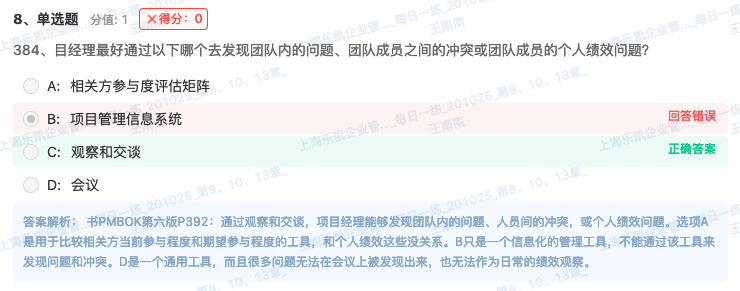 8、单选题 分值: 1 ×得分：0
384、目经理最好通过以下哪个去发现团队内的问题、团队成员之间的冲突或团队成员的个人绩效问题?
A: 相关方参与度评估矩阵
B: 项目管理信息系统 回答错误
C: 观察和交谈 正确答案
D: 会议
答案解析： 书PMBOK第六版P392：通过观察和交谈，项目经理能够发现团队内的问题、人员间的冲突，或个人绩效问题。选项A
是用于比较相关方当前参与程度和期望参与程度的工具，和个人绩效这些没关系。B只是一个信息化的管理工具，不能通过该工具来
发现问题和冲突。D是一个通用工具，而且很多问题无法在会议上被发现出来，也无法作为日常的绩效观察。
上海乐凯企业管..._每日一练_201025_第9、10、13章_
王南南